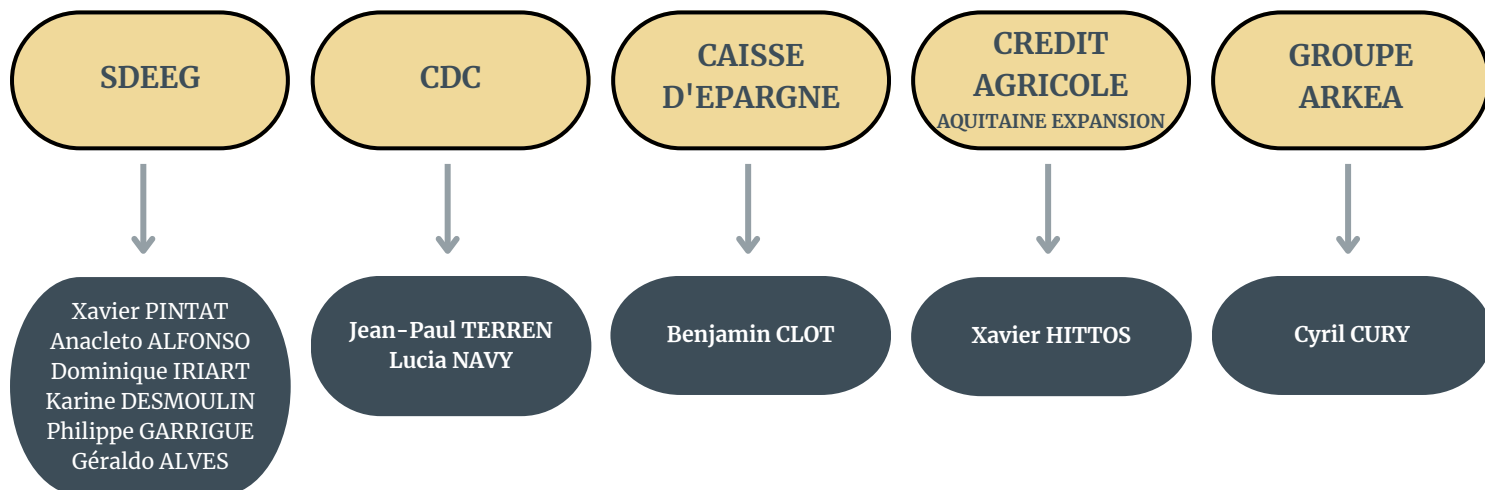 SDEEG
CDC
CAISSE
D'EPARGNE
CREDIT
AGRICOLE
AQUITAINE EXPANSION
GROUPE
ARKEA
Xavier PINTAT
Anacleto ALFONSO
Dominique IRIART
Karine DESMOULIN
Philippe GARRIGUE
Géraldo ALVES
Jean-Paul TERREN
Lucia NAVY
Benjamin CLOT
Xavier HITTOS
Cyril CURY